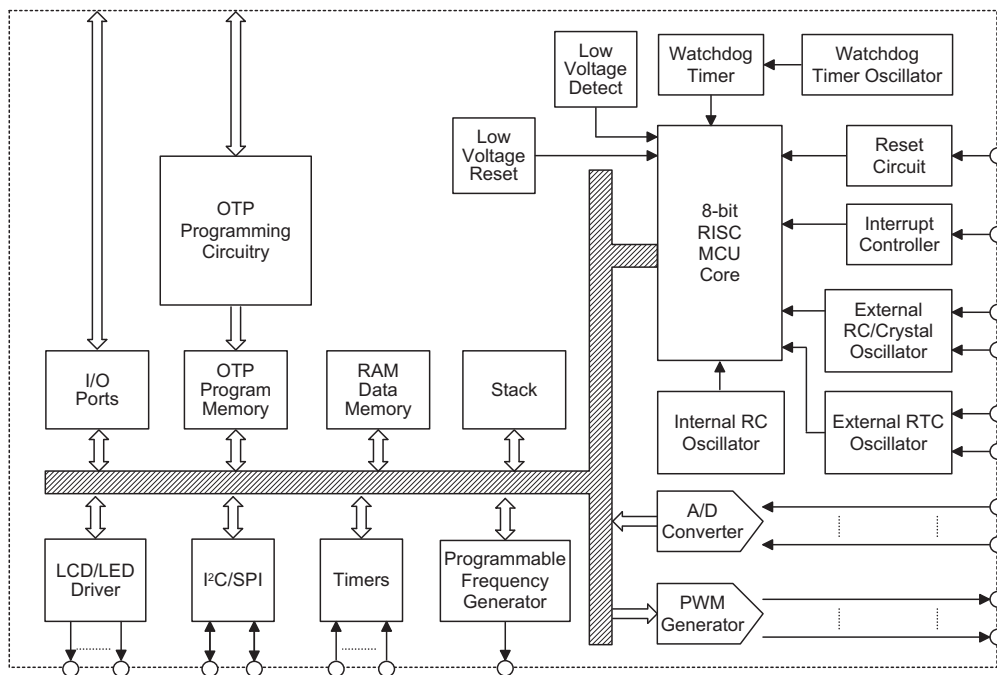 Low
Voltage
Detect
Watchdog
Timer
Watchdog
Timer Oscillator
Low
Voltage
Reset
Reset
Circuit
OTP
Programming
Circuitry
8-bit
RISC
MCU
Core
Interrupt
Controller
External
RC/Crystal
Oscillator
I/O
Ports
OTP
Program
Memory
RAM
Data
Memory
Stack
Internal RC
Oscillator
External RTC
Oscillator
A/D
Converter
LCD/LED
Driver
I²C/SPI
Timers
Programmable
Frequency
Generator
PWM
Generator